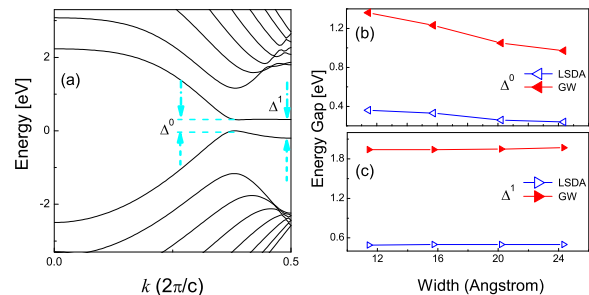 (a)
Energy [eV]
2
0
-2
Δ⁰
Δ¹
0.0
0.5
k (2π/c)
(b)
1.2
0.8
0.4
Δ⁰
LSDA
GW
Energy Gap [eV]
(c)
1.8
1.2
0.6
Δ¹
LSDA
GW
12
16
20
24
Width (Angstrom)